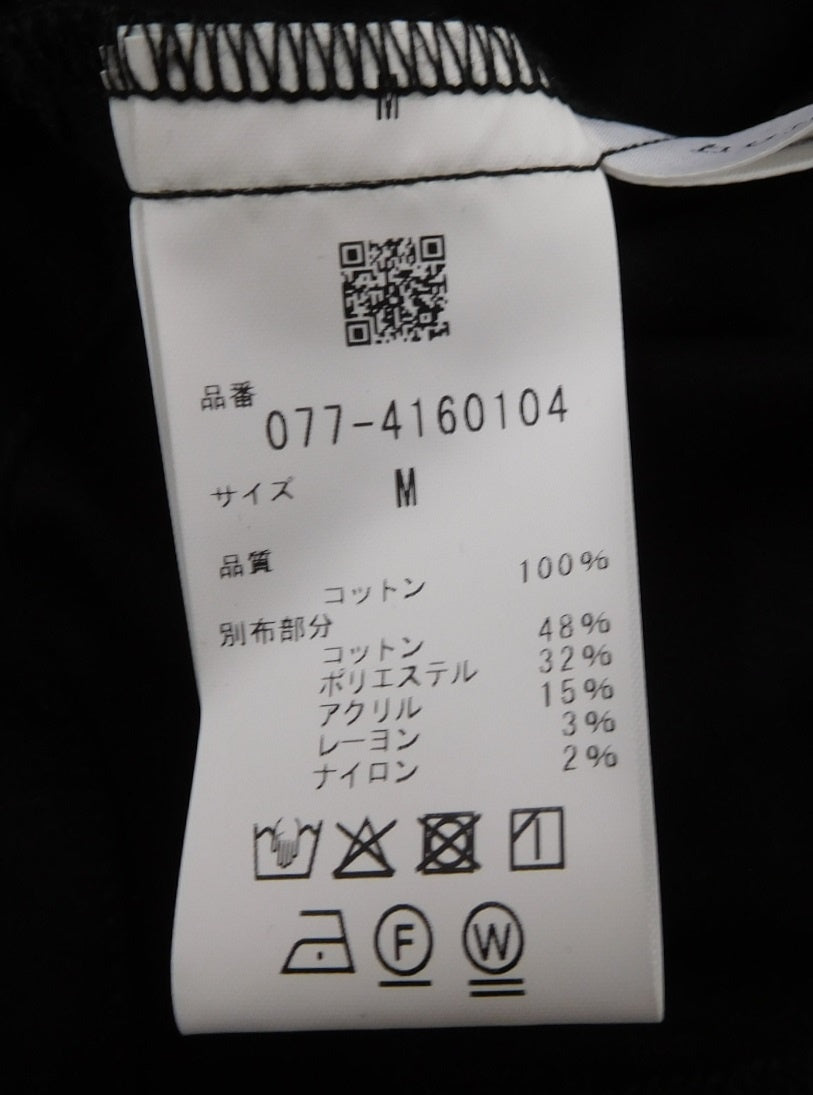 M
品番
077-4160104
サイズ M
品質
コットン 100%
別布部分
コットン 48%
ポリエステル 32%
アクリル 15%
レーヨン 3%
ナイロン 2%
F W